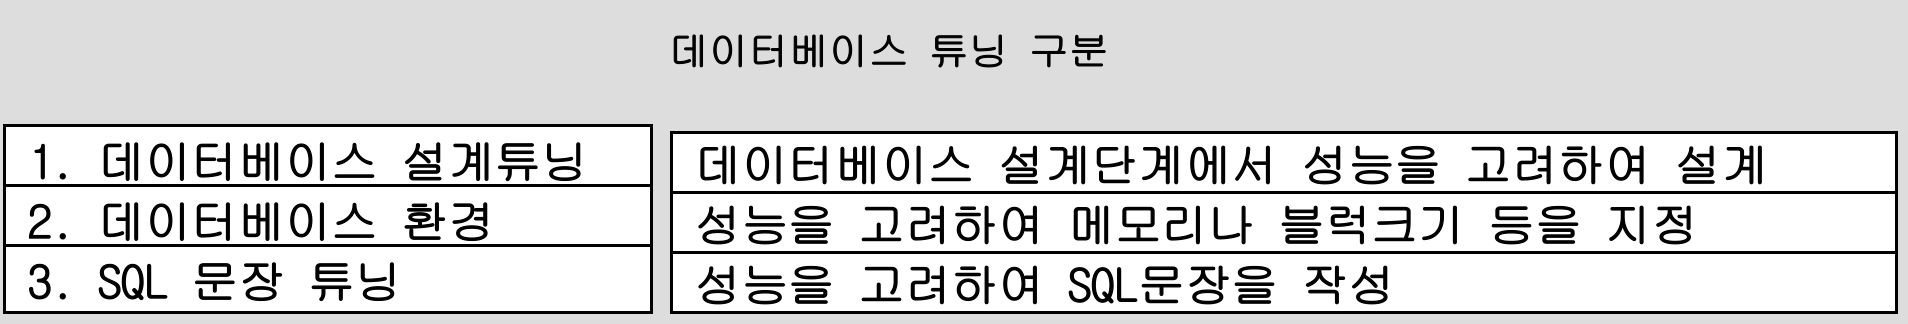 데이터베이스 튜닝 구분
1. 데이터베이스 설계튜닝
데이터베이스 설계단계에서 성능을 고려하여 설계
2. 데이터베이스 환경
성능을 고려하여 메모리나 블럭크기 등을 지정
3. SQL 문장 튜닝
성능을 고려하여 SQL문장을 작성